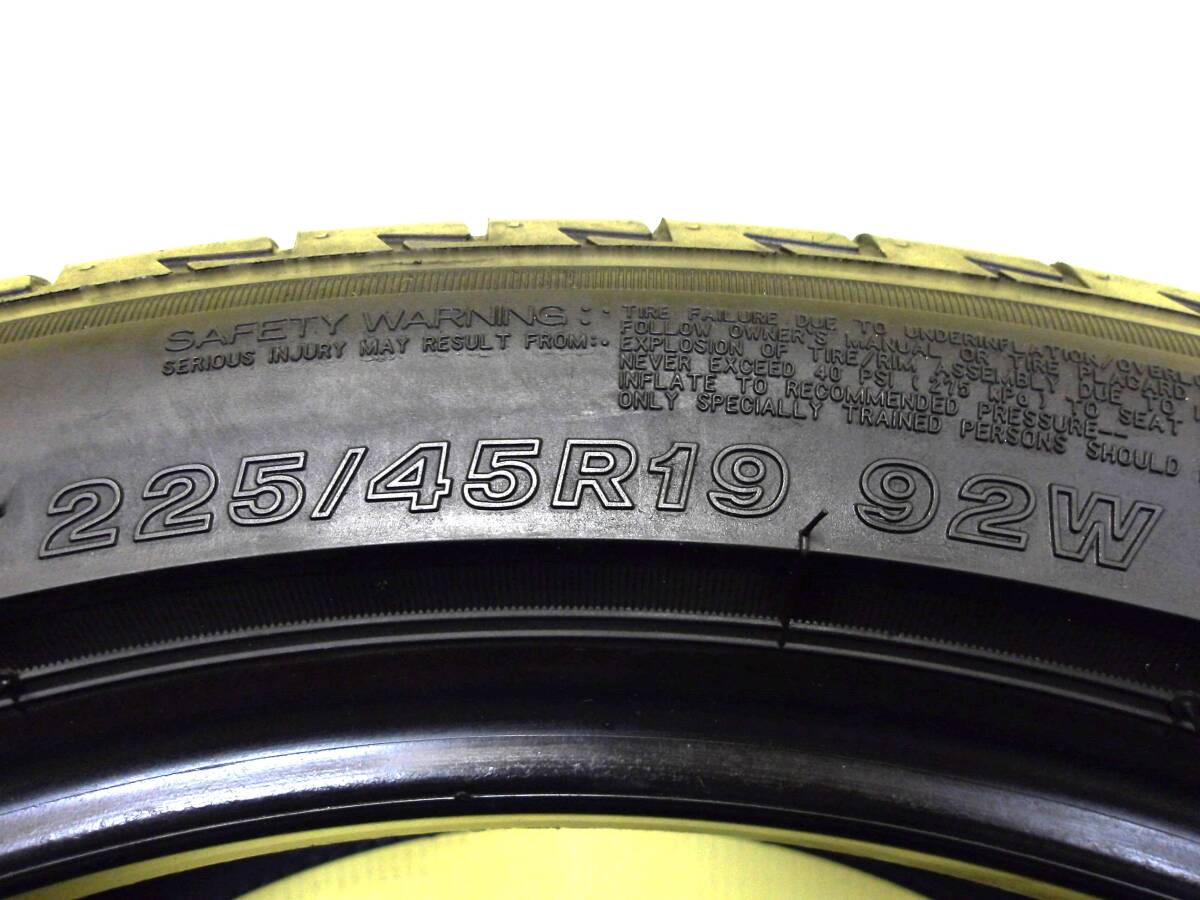 SAFETY WARNING:
SERIOUS INJURY MAY RESULT FROM:
• TIRE FAILURE DUE TO UNDERINFLATION/OVERL
FOLLOW OWNER'S MANUAL OR TIRE PLACARD
• EXPLOSION OF TIRE/RIM ASSEMBLY DUE TO
NEVER EXCEED 40 PSI (275 KPa) TO SEAT
INFLATE TO RECOMMENDED PRESSURE
ONLY SPECIALLY TRAINED PERSONS SHOULD
225/45R19 92W